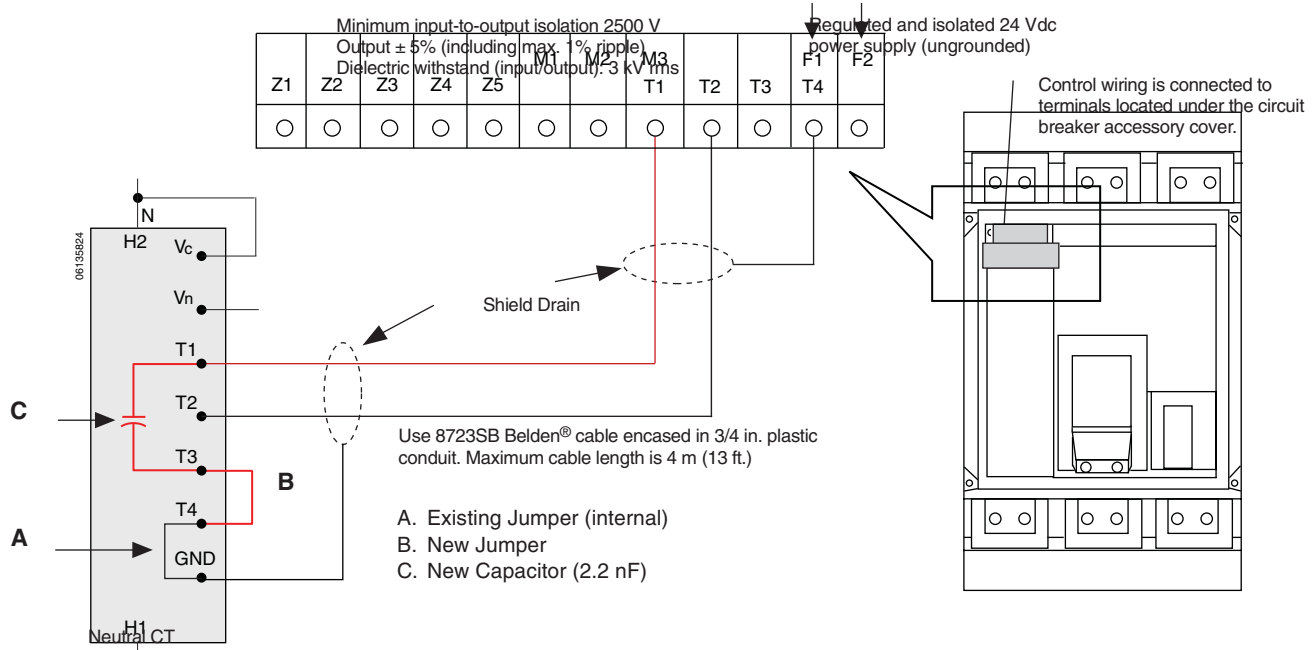 Minimum input-to-output isolation 2500 V
Output ± 5% (including max. 1% ripple)
Dielectric withstand (input/output): 3 kV rms
Regulated and isolated 24 Vdc
power supply (ungrounded)
M1 M2 M3 F1 F2
Z1 Z2 Z3 Z4 Z5 T1 T2 T3 T4
Control wiring is connected to
terminals located under the circuit
breaker accessory cover.
06135824
N
H2
Vc
Vn
Shield Drain
T1
T2
C
Use 8723SB Belden® cable encased in 3/4 in. plastic
conduit. Maximum cable length is 4 m (13 ft.)
T3
B
T4
A
GND
A. Existing Jumper (internal)
B. New Jumper
C. New Capacitor (2.2 nF)
H1
Neutral CT